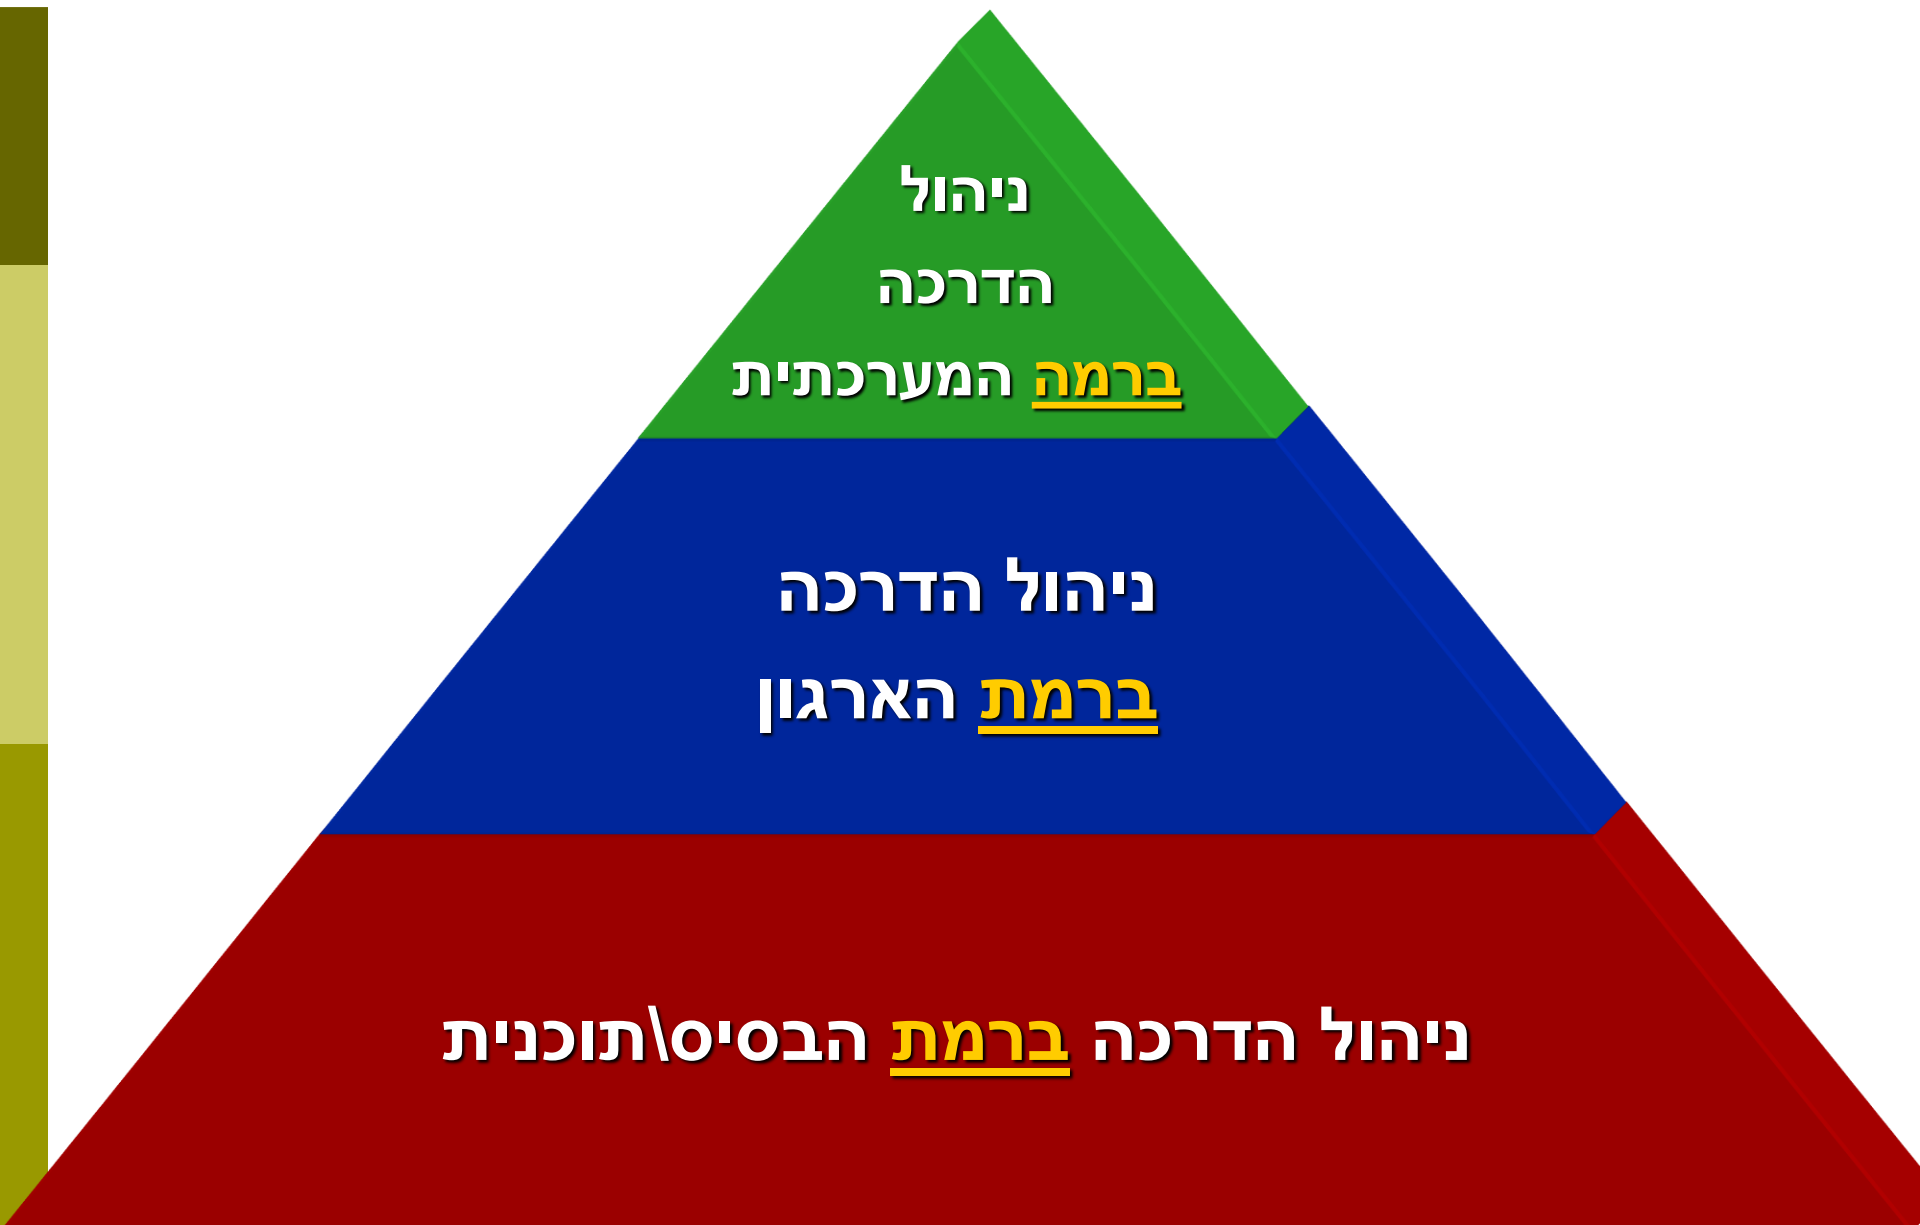 ניהול
הדרכה
ברמה המערכתית
ניהול הדרכה
ברמת הארגון
ניהול הדרכה ברמת הבסיס\תוכנית